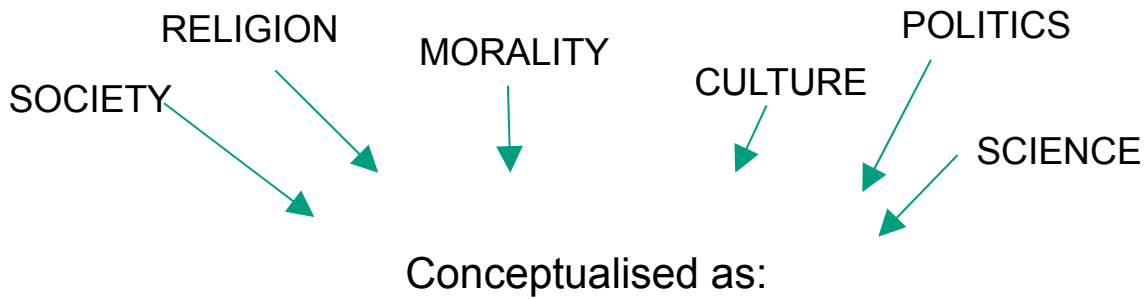 RELIGION
MORALITY
POLITICS
SOCIETY
CULTURE
SCIENCE
Conceptualised as: